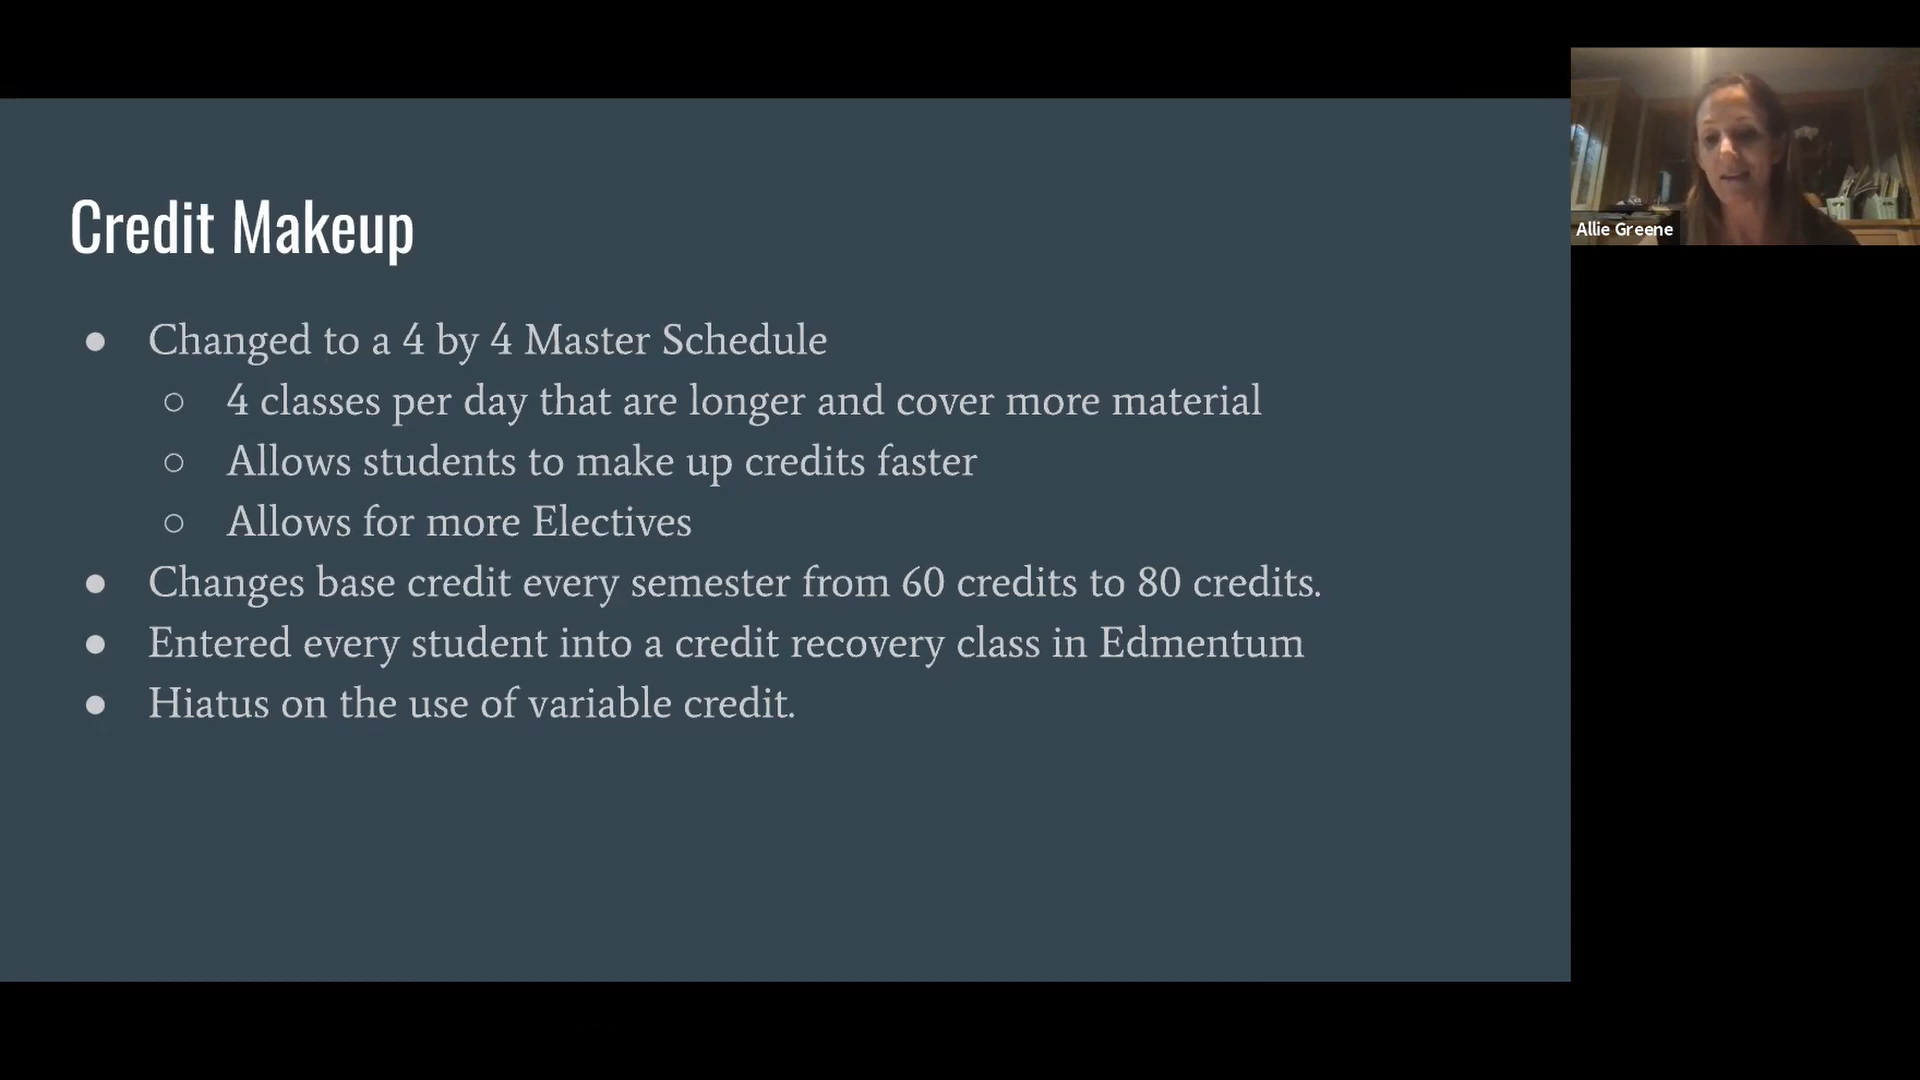 Credit Makeup
● Changed to a 4 by 4 Master Schedule
○ 4 classes per day that are longer and cover more material
○ Allows students to make up credits faster
○ Allows for more Electives
● Changes base credit every semester from 60 credits to 80 credits.
● Entered every student into a credit recovery class in Edmentum
● Hiatus on the use of variable credit.
Allie Greene